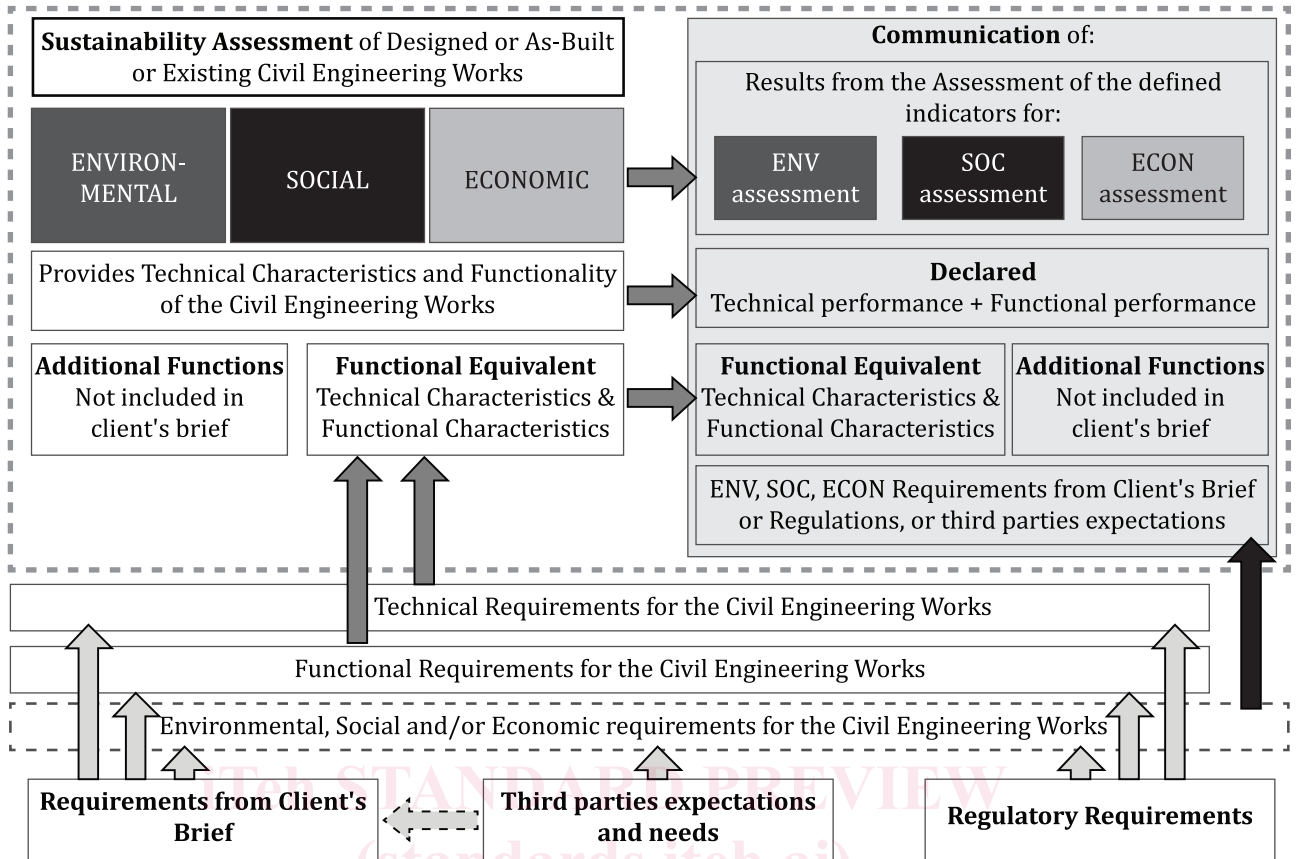 Sustainability Assessment of Designed or As-Built
or Existing Civil Engineering Works
ENVIRON-
MENTAL
SOCIAL
ECONOMIC
Provides Technical Characteristics and Functionality
of the Civil Engineering Works
Additional Functions
Not included in
client's brief
Functional Equivalent
Technical Characteristics &
Functional Characteristics
Communication of:
Results from the Assessment of the defined
indicators for:
ENV
assessment
SOC
assessment
ECON
assessment
Declared
Technical performance + Functional performance
Functional Equivalent
Technical Characteristics &
Functional Characteristics
Additional Functions
Not included in
client's brief
ENV, SOC, ECON Requirements from Client's Brief
or Regulations, or third parties expectations
Technical Requirements for the Civil Engineering Works
Functional Requirements for the Civil Engineering Works
Environmental, Social and/or Economic requirements for the Civil Engineering Works
iTeh STANDARD PREVIEW
Requirements from Client's
Brief
Third parties expectations
and needs
Regulatory Requirements
(standards.iteh.ai)